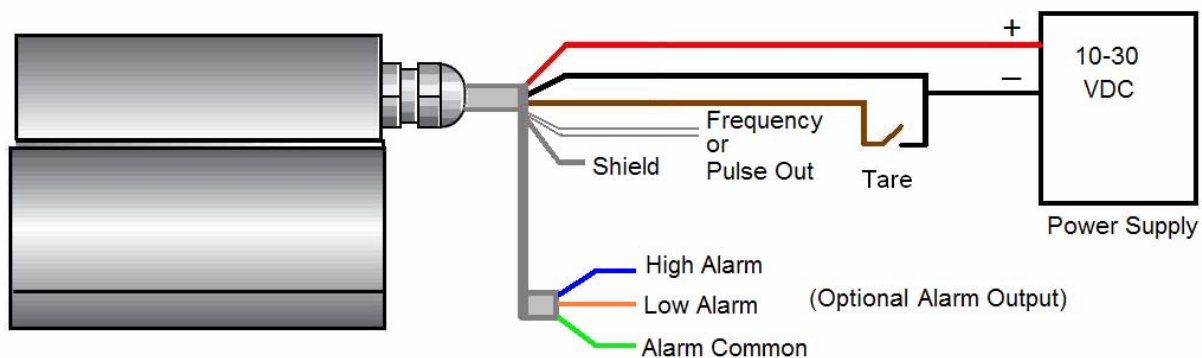 +
10-30
VDC
–
Frequency
or
Pulse Out
Shield
Tare
Power Supply
High Alarm
Low Alarm
(Optional Alarm Output)
Alarm Common